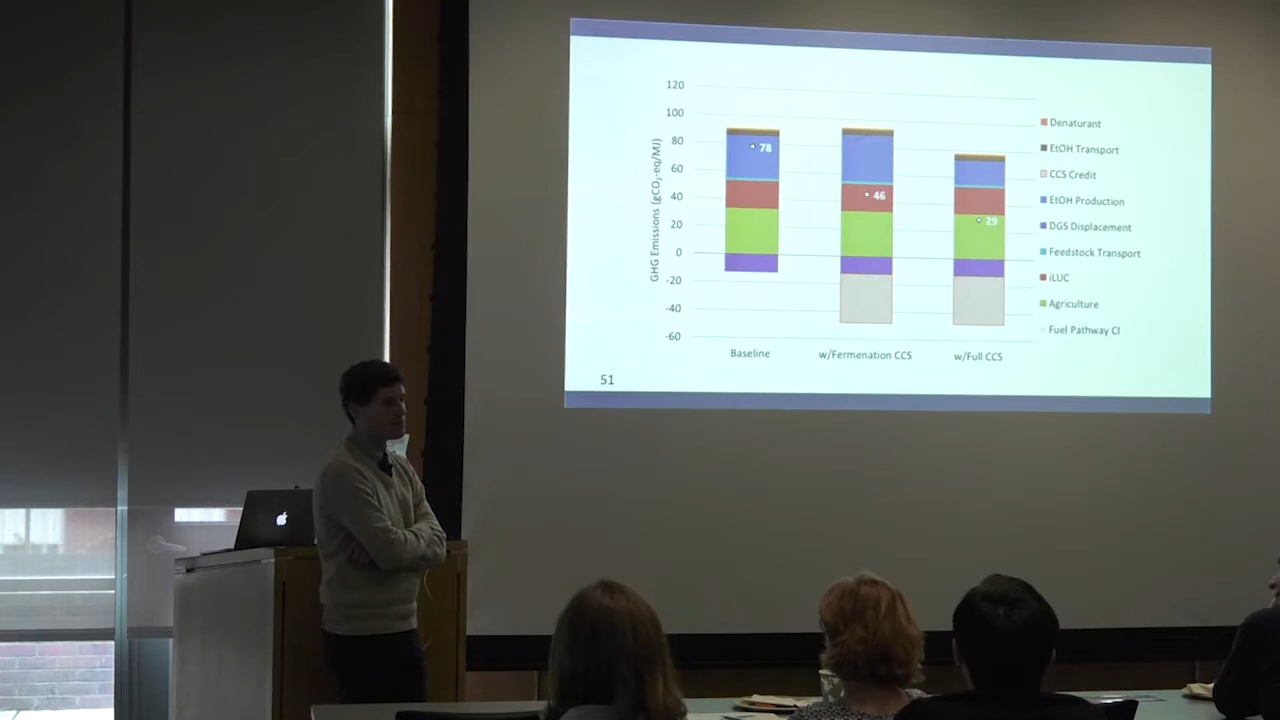 120
100
80
60
40
20
0
-20
-40
-60
GHG Emissions (gCO₂-eq/MJ)
78
46
29
Baseline
w/Fermenation CCS
w/Full CCS
Denaturant
EtOH Transport
CCS Credit
EtOH Production
DGS Displacement
Feedstock Transport
iLUC
Agriculture
Fuel Pathway CI
51